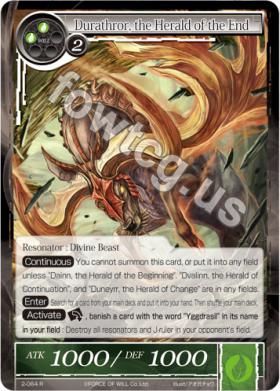 Durathror, the Herald of the End
WILL
2
fowtcg.us
Resonator : Divine Beast
Continuous You cannot summon this card, or put it into any field
unless "Dainn, the Herald of the Beginning". "Dvalinn, the Herald of
Continuation", and "Duneyrr, the Herald of Change" are in any fields.
Enter Search for a card from your main deck and put it into your hand. Then shuffle your main deck.
Activate , banish a card with the word "Yggdrasil" in its name
in your field : Destroy all resonators and J-ruler in your opponent's field.
ATK 1000/ DEF 1000
2-064 R ©FORCE OF WILL Co.,Ltd.